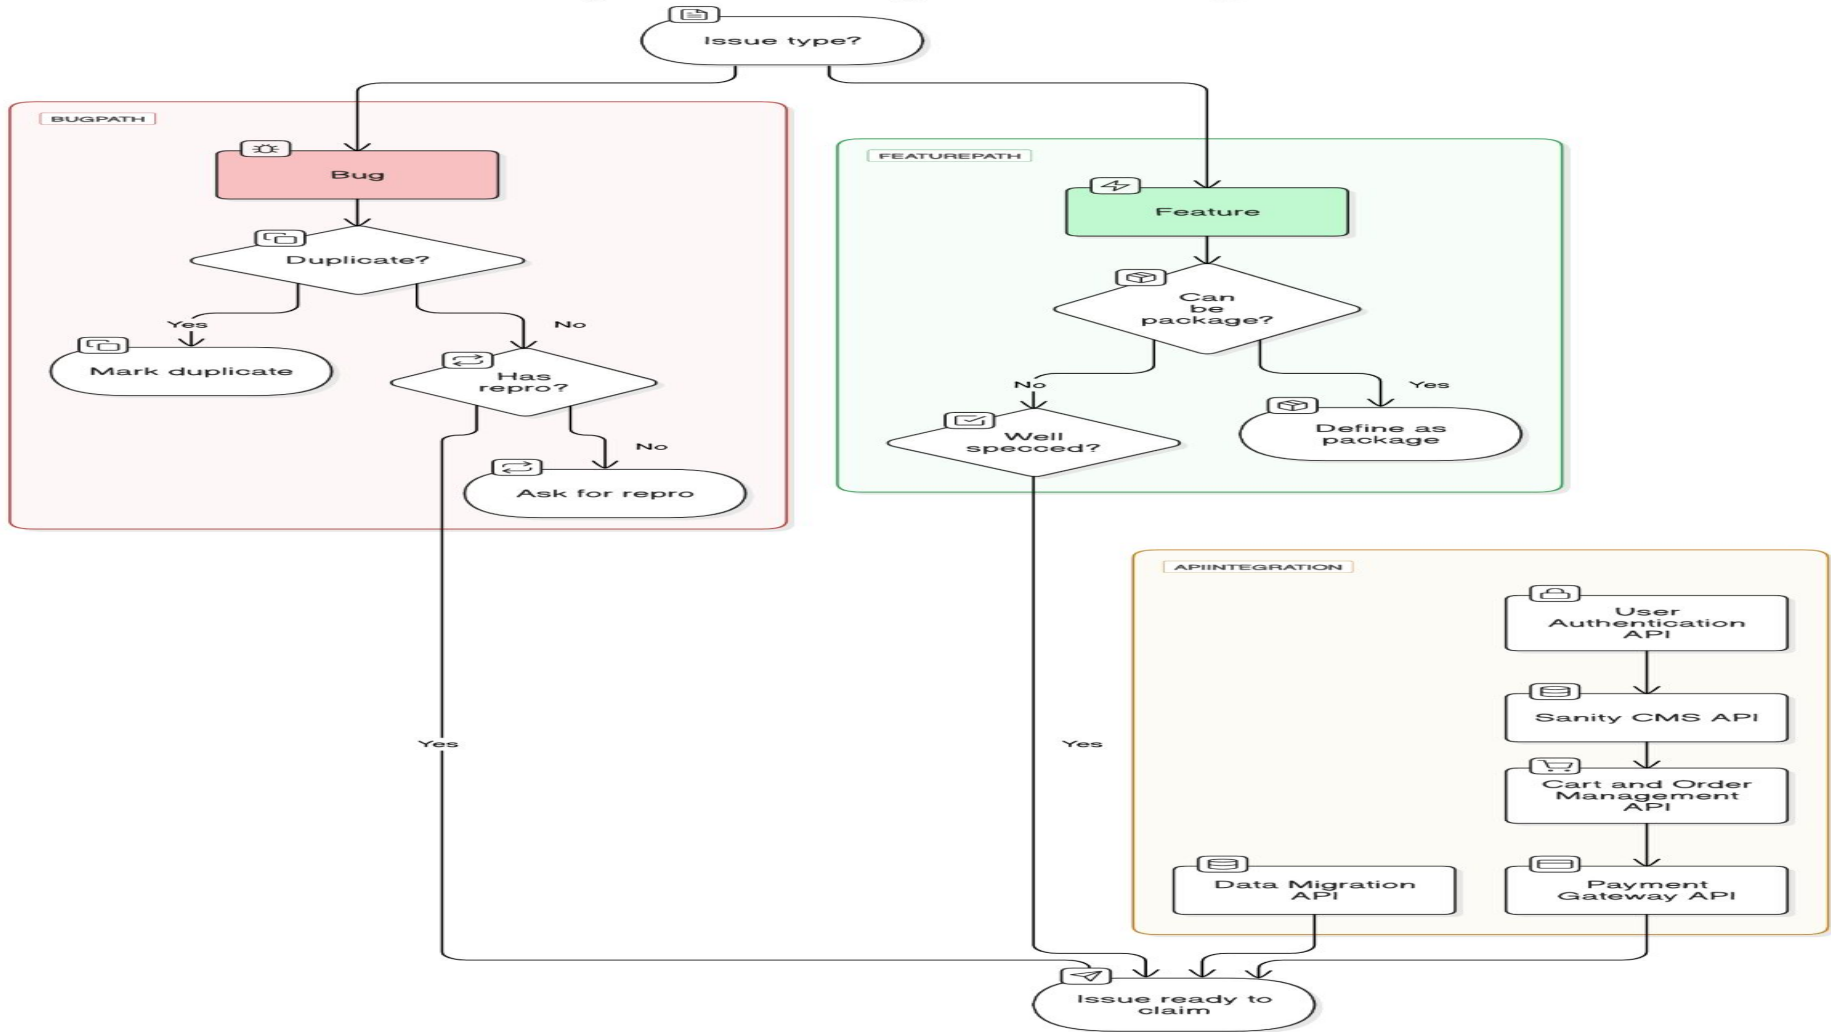 Issue type?
BUGPATH
Bug
Duplicate?
Yes
No
Mark duplicate
Has
repro?
No
Ask for repro
Yes
FEATUREPATH
Feature
Can
be
package?
No
Yes
Well
specced?
Define as
package
Yes
APIINTEGRATION
User
Authentication
API
Sanity CMS API
Cart and Order
Management
API
Data Migration
API
Payment
Gateway API
Issue ready to
claim